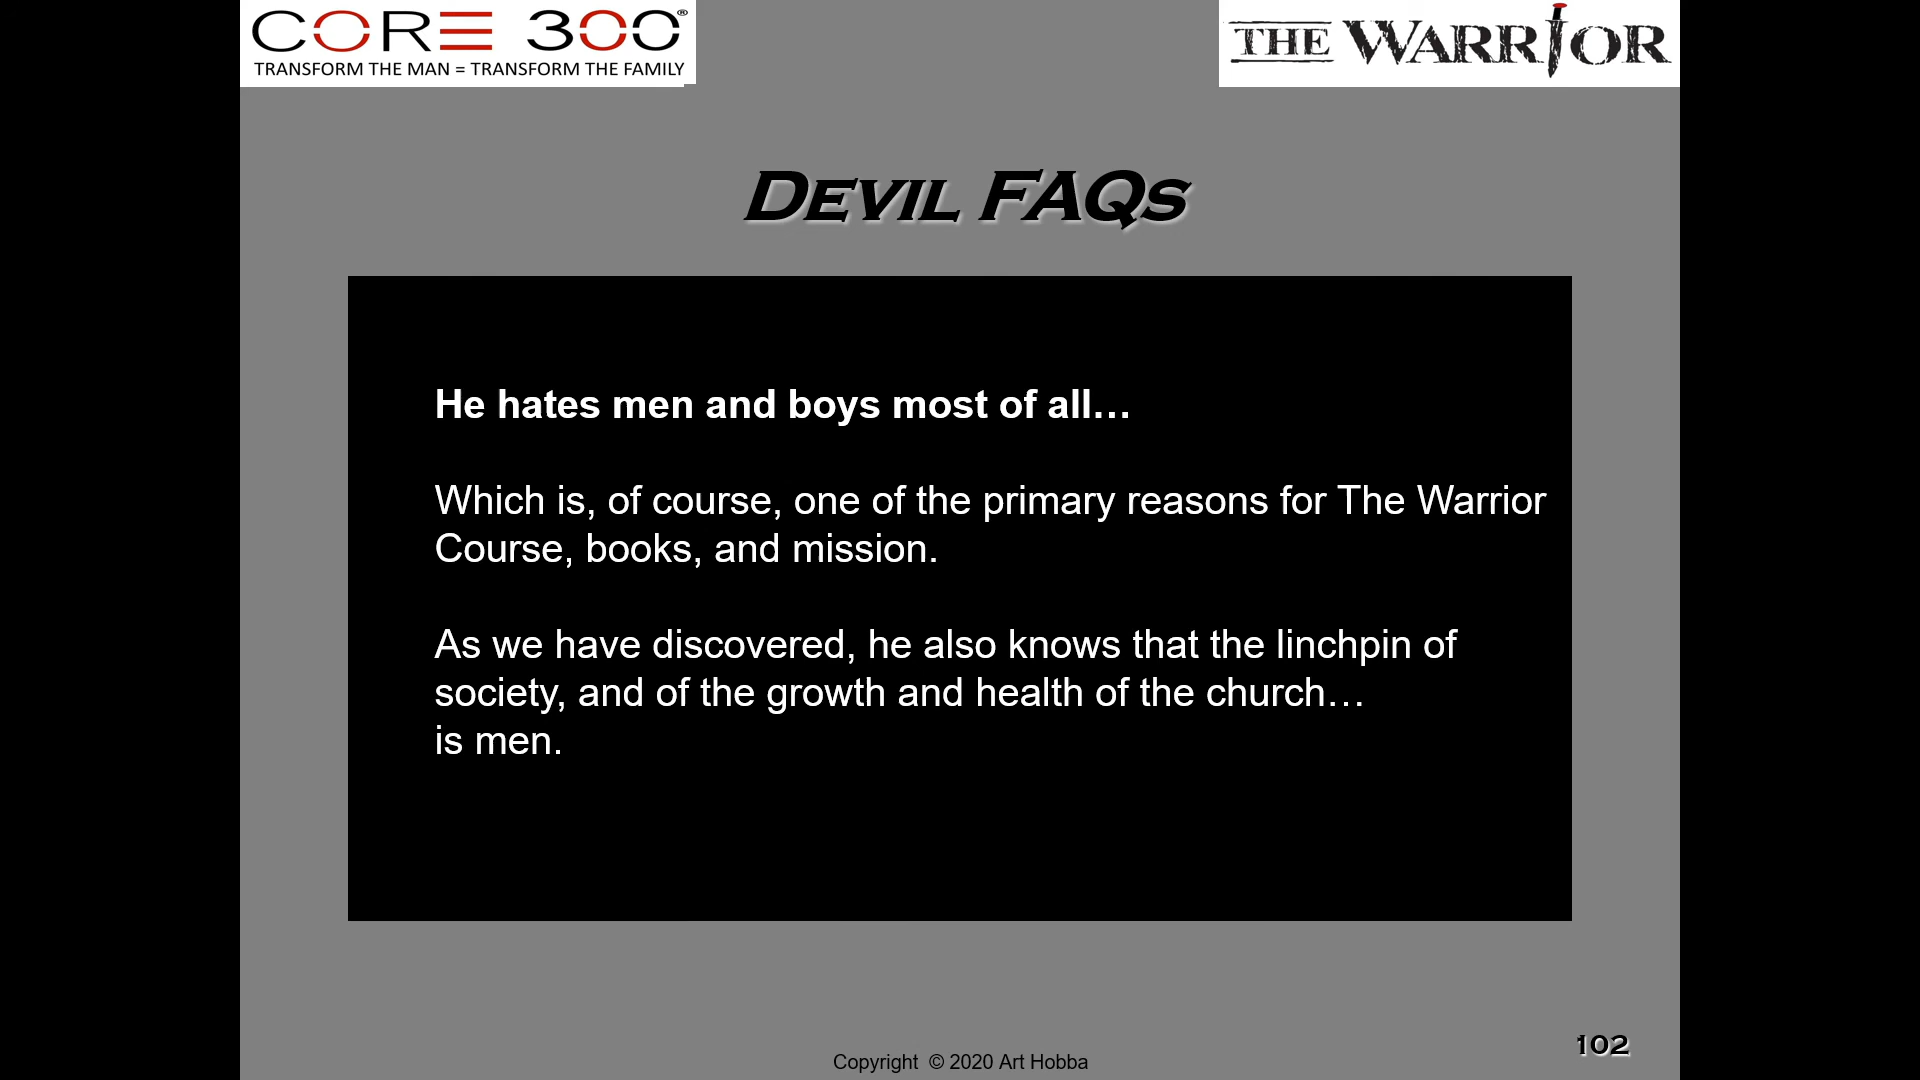 CORE 300®
TRANSFORM THE MAN = TRANSFORM THE FAMILY
THE WARRIOR
DEVIL FAQS
He hates men and boys most of all…
Which is, of course, one of the primary reasons for The Warrior
Course, books, and mission.
As we have discovered, he also knows that the linchpin of
society, and of the growth and health of the church…
is men.
102
Copyright © 2020 Art Hobba